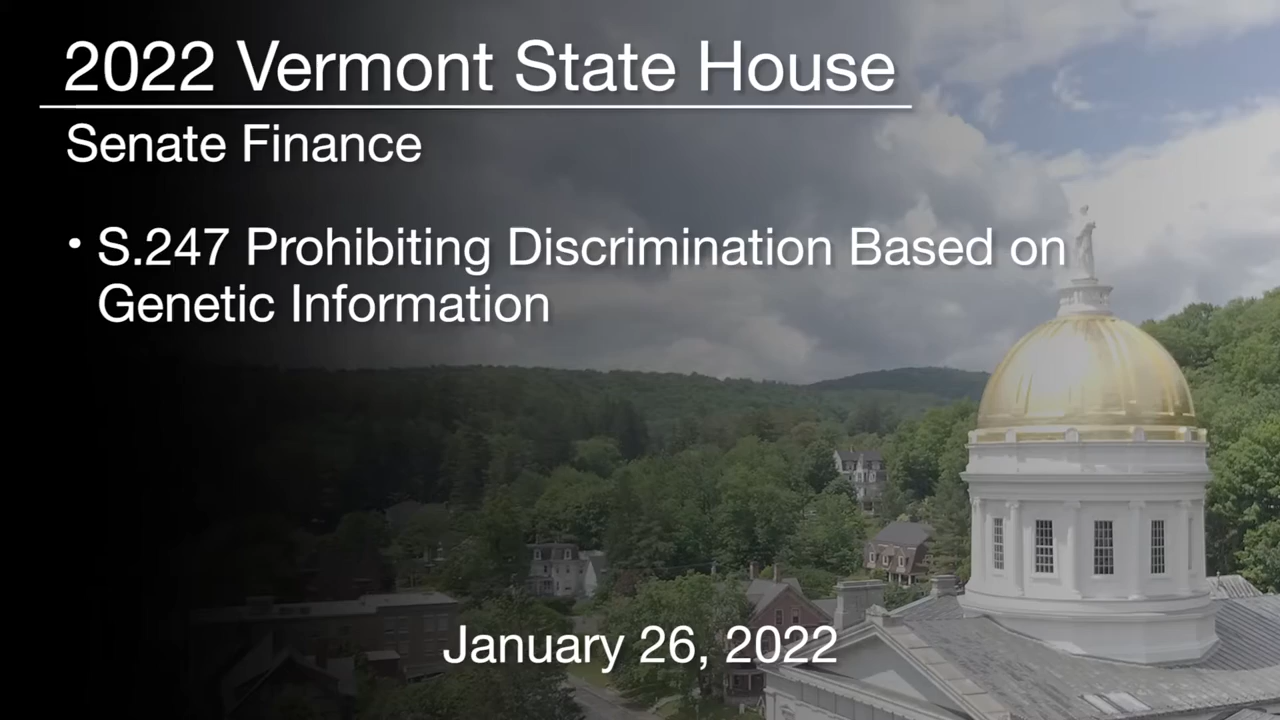 2022 Vermont State House
Senate Finance
• S.247 Prohibiting Discrimination Based on
Genetic Information
January 26, 2022